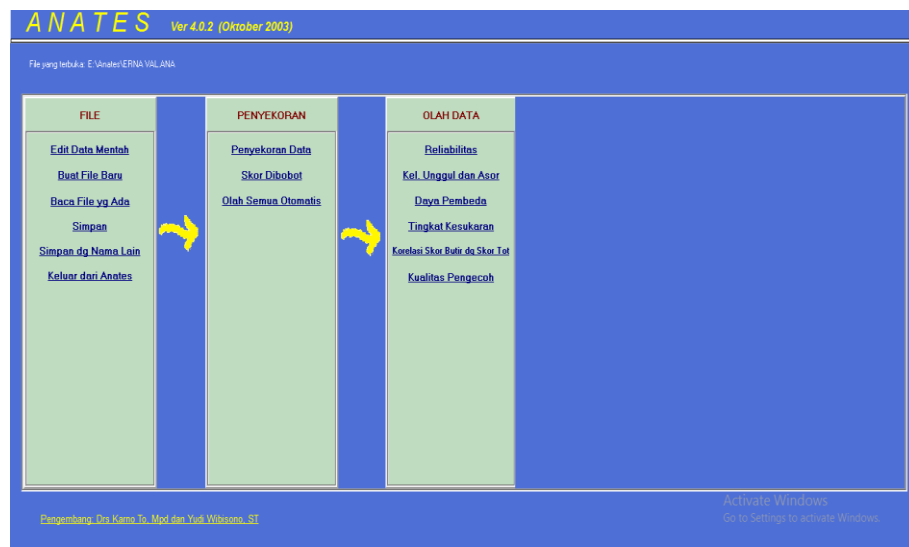 ANATES Ver 4.0.2 (Oktober 2003)
File yang terbuka: E:\Anates\ERNA VAL.ANA
FILE
Edit Data Mentah
Buat File Baru
Baca File yg Ada
Simpan
Simpan dg Nama Lain
Keluar dari Anates
PENYEKORAN
Penyekoran Data
Skor Dibobot
Olah Semua Otomatis
OLAH DATA
Reliabilitas
Kel. Unggul dan Asor
Daya Pembeda
Tingkat Kesukaran
Korelasi Skor Butir dg Skor Tot
Kualitas Pengecoh
Activate Windows
Go to Settings to activate Windows.
Pengembang: Drs Karno To, Mpd dan Yudi Wibisono, ST